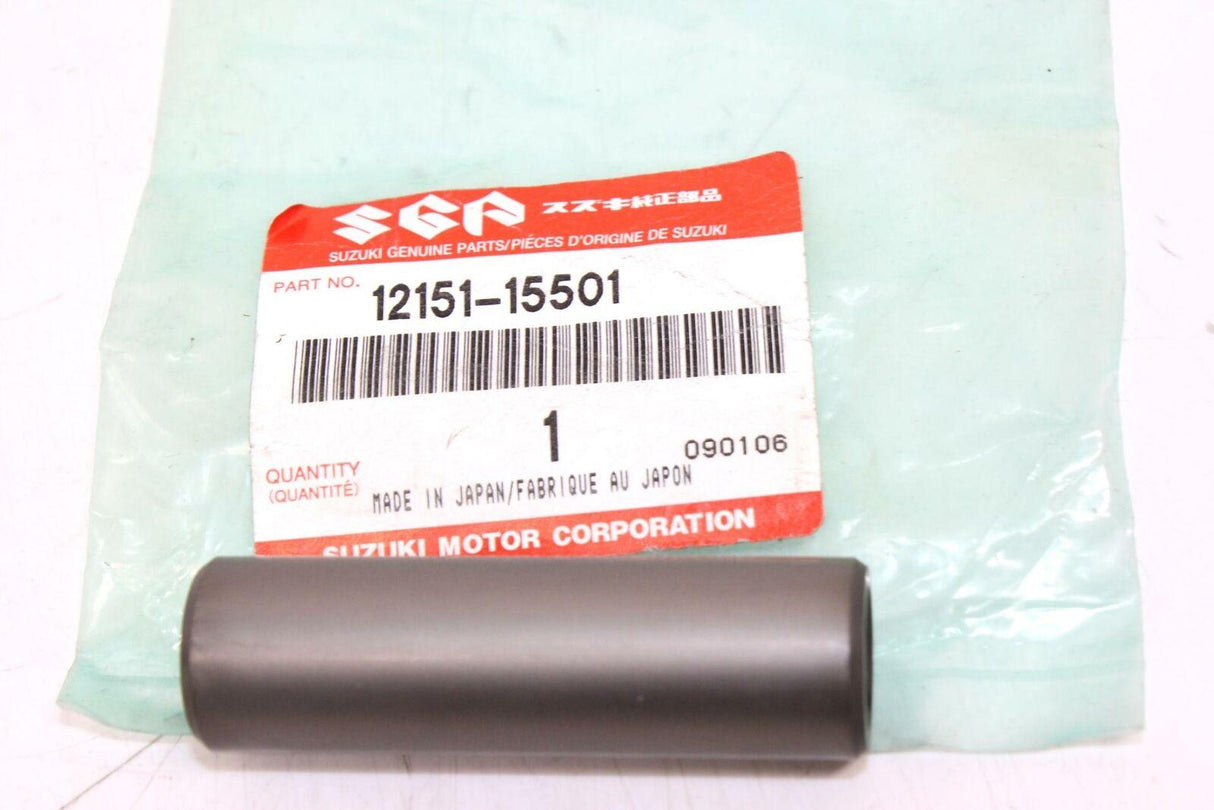 SGP スズキ純正部品
SUZUKI GENUINE PARTS/PIÉCES D'ORIGINE DE SUZUKI
PART NO. 12151-15501
1
090106
QUANTITY
(QUANTITÉ)
MADE IN JAPAN/FABRIQUE AU JAPON
SUZUKI MOTOR CORPORATION